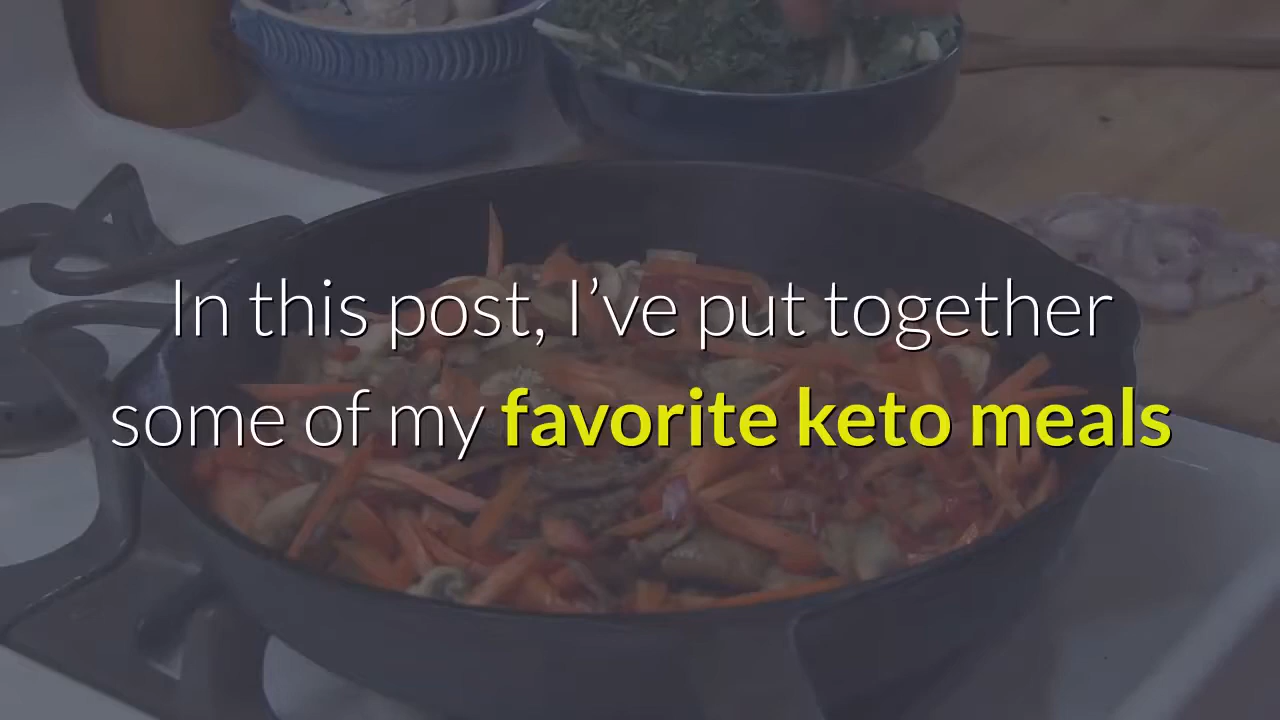 In this post, I’ve put together
some of my favorite keto meals